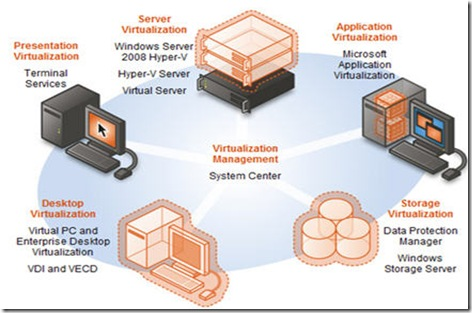 Server
Virtualization
Windows Server
2008 Hyper-V
Hyper-V Server
Virtual Server
Presentation
Virtualization
Terminal
Services
Application
Virtualization
Microsoft
Application
Virtualization
Virtualization
Management
System Center
Desktop
Virtualization
Virtual PC and
Enterprise Desktop
Virtualization
VDI and VECD
Storage
Virtualization
Data Protection
Manager
Windows
Storage Server